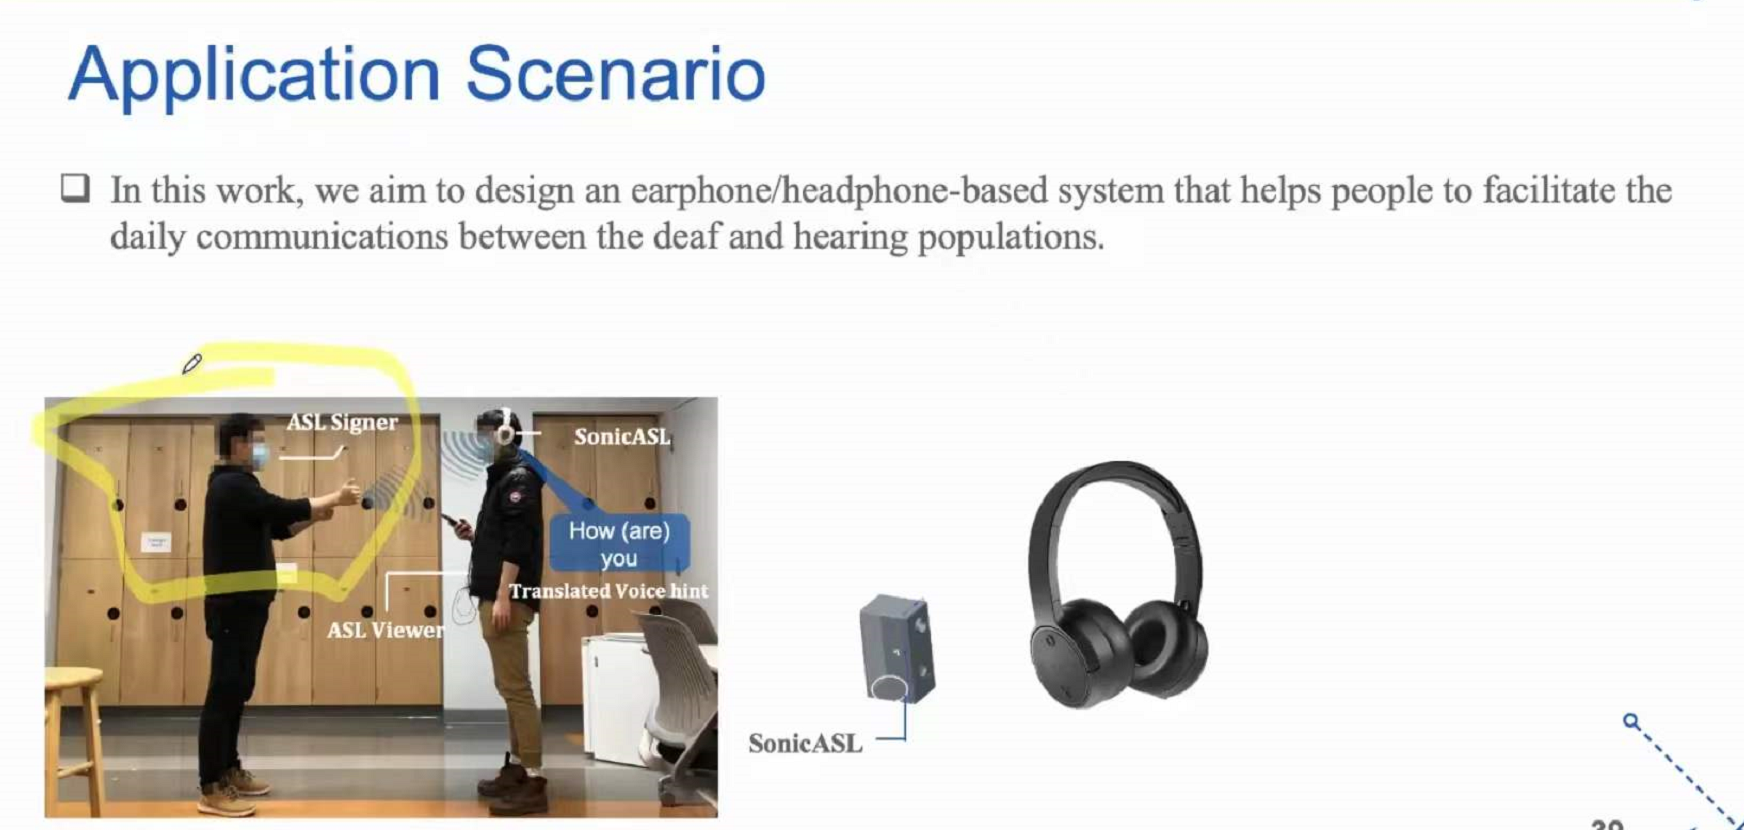 Application Scenario
In this work, we aim to design an earphone/headphone-based system that helps people to facilitate the
daily communications between the deaf and hearing populations.
ASL Signer
SonicASL
How (are)
you
Translated Voice hint
ASL Viewer
SonicASL